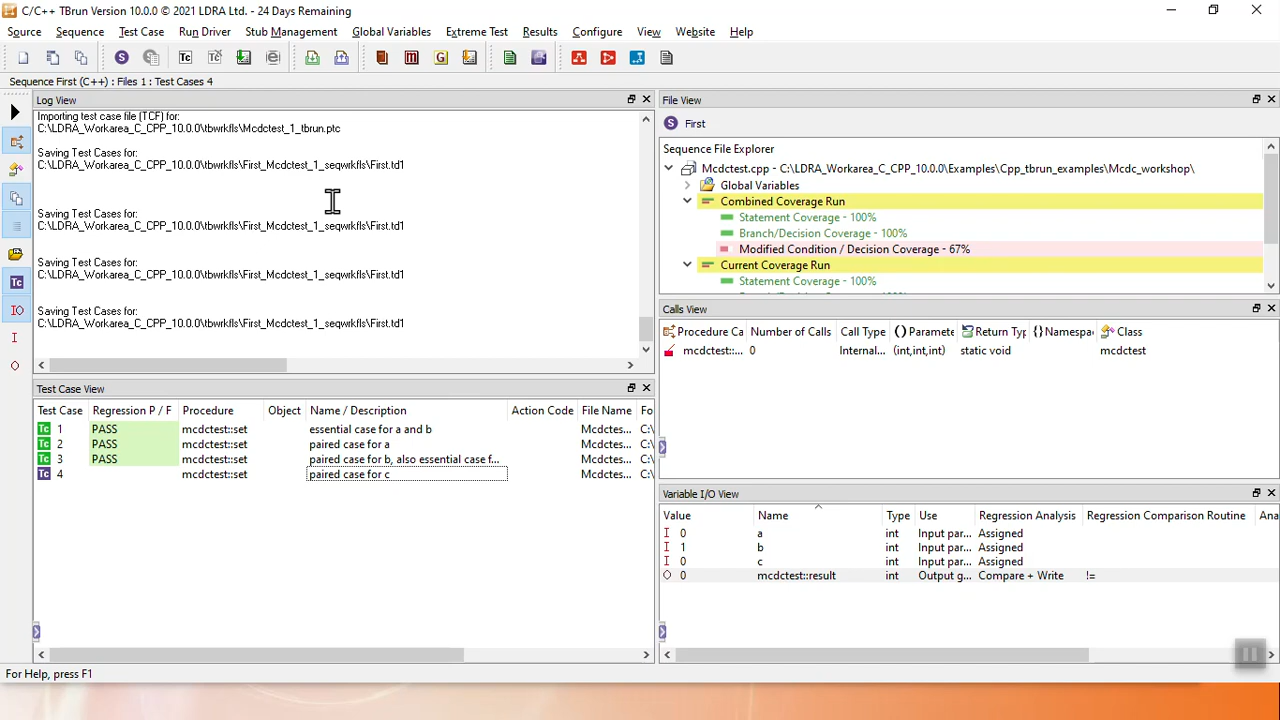 C/C++ TBrun Version 10.0.0 © 2021 LDRA Ltd. - 24 Days Remaining
Source Sequence Test Case Run Driver Stub Management Global Variables Extreme Test Results Configure View Website Help
Sequence First (C++) : Files 1 : Test Cases 4
Log View
Importing test case file (TCF) for:
C:\LDRA_Workarea_C_CPP_10.0.0\tbwrkfls\Mcdctest_1_tbrun.ptc
Saving Test Cases for:
C:\LDRA_Workarea_C_CPP_10.0.0\tbwrkfls\First_Mcdctest_1_seqwkfls\First.td1
Saving Test Cases for:
C:\LDRA_Workarea_C_CPP_10.0.0\tbwrkfls\First_Mcdctest_1_seqwkfls\First.td1
Saving Test Cases for:
C:\LDRA_Workarea_C_CPP_10.0.0\tbwrkfls\First_Mcdctest_1_seqwkfls\First.td1
Saving Test Cases for:
C:\LDRA_Workarea_C_CPP_10.0.0\tbwrkfls\First_Mcdctest_1_seqwkfls\First.td1
Test Case View
Test Case Regression P / F Procedure Object Name / Description Action Code File Name Fo
Tc 1 PASS mcdctest::set essential case for a and b Mcdctes... C:\
Tc 2 PASS mcdctest::set paired case for a Mcdctes... C:\
Tc 3 PASS mcdctest::set paired case for b, also essential case f... Mcdctes... C:\
Tc 4 mcdctest::set paired case for c Mcdctes... C:\
File View
S First
Sequence File Explorer
Mcdctest.cpp - C:\LDRA_Workarea_C_CPP_10.0.0\Examples\Cpp_tbrun_examples\Mcdc_workshop\
Global Variables
Combined Coverage Run
Statement Coverage - 100%
Branch/Decision Coverage - 100%
Modified Condition / Decision Coverage - 67%
Current Coverage Run
Statement Coverage - 100%
Calls View
Procedure Ca Number of Calls Call Type () Paramete Return Typ {} Namespa Class
mcdctest::... 0 Internal... (int,int,int) static void mcdctest
Variable I/O View
Value Name Type Use Regression Analysis Regression Comparison Routine Ana
0 a int Input par... Assigned
1 b int Input par... Assigned
0 c int Input par... Assigned
0 mcdctest::result int Output g... Compare + Write !=
For Help, press F1